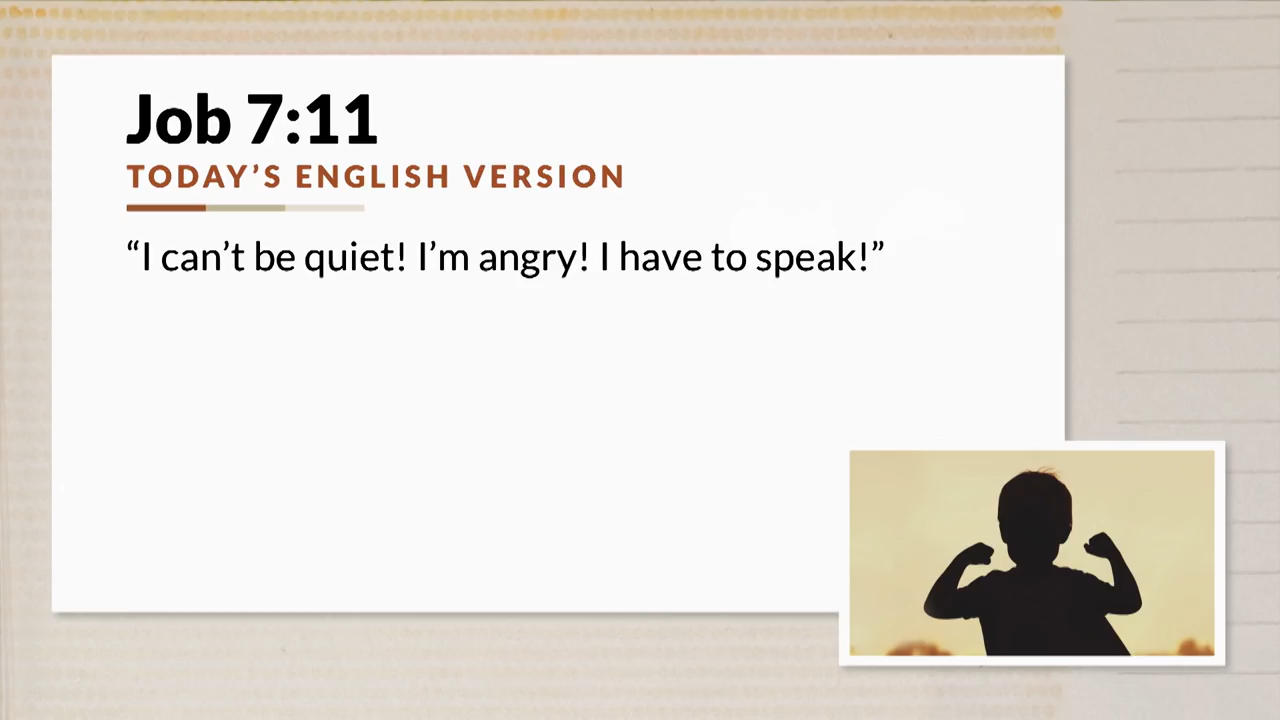 Job 7:11
TODAY’S ENGLISH VERSION
“I can’t be quiet! I’m angry! I have to speak!”